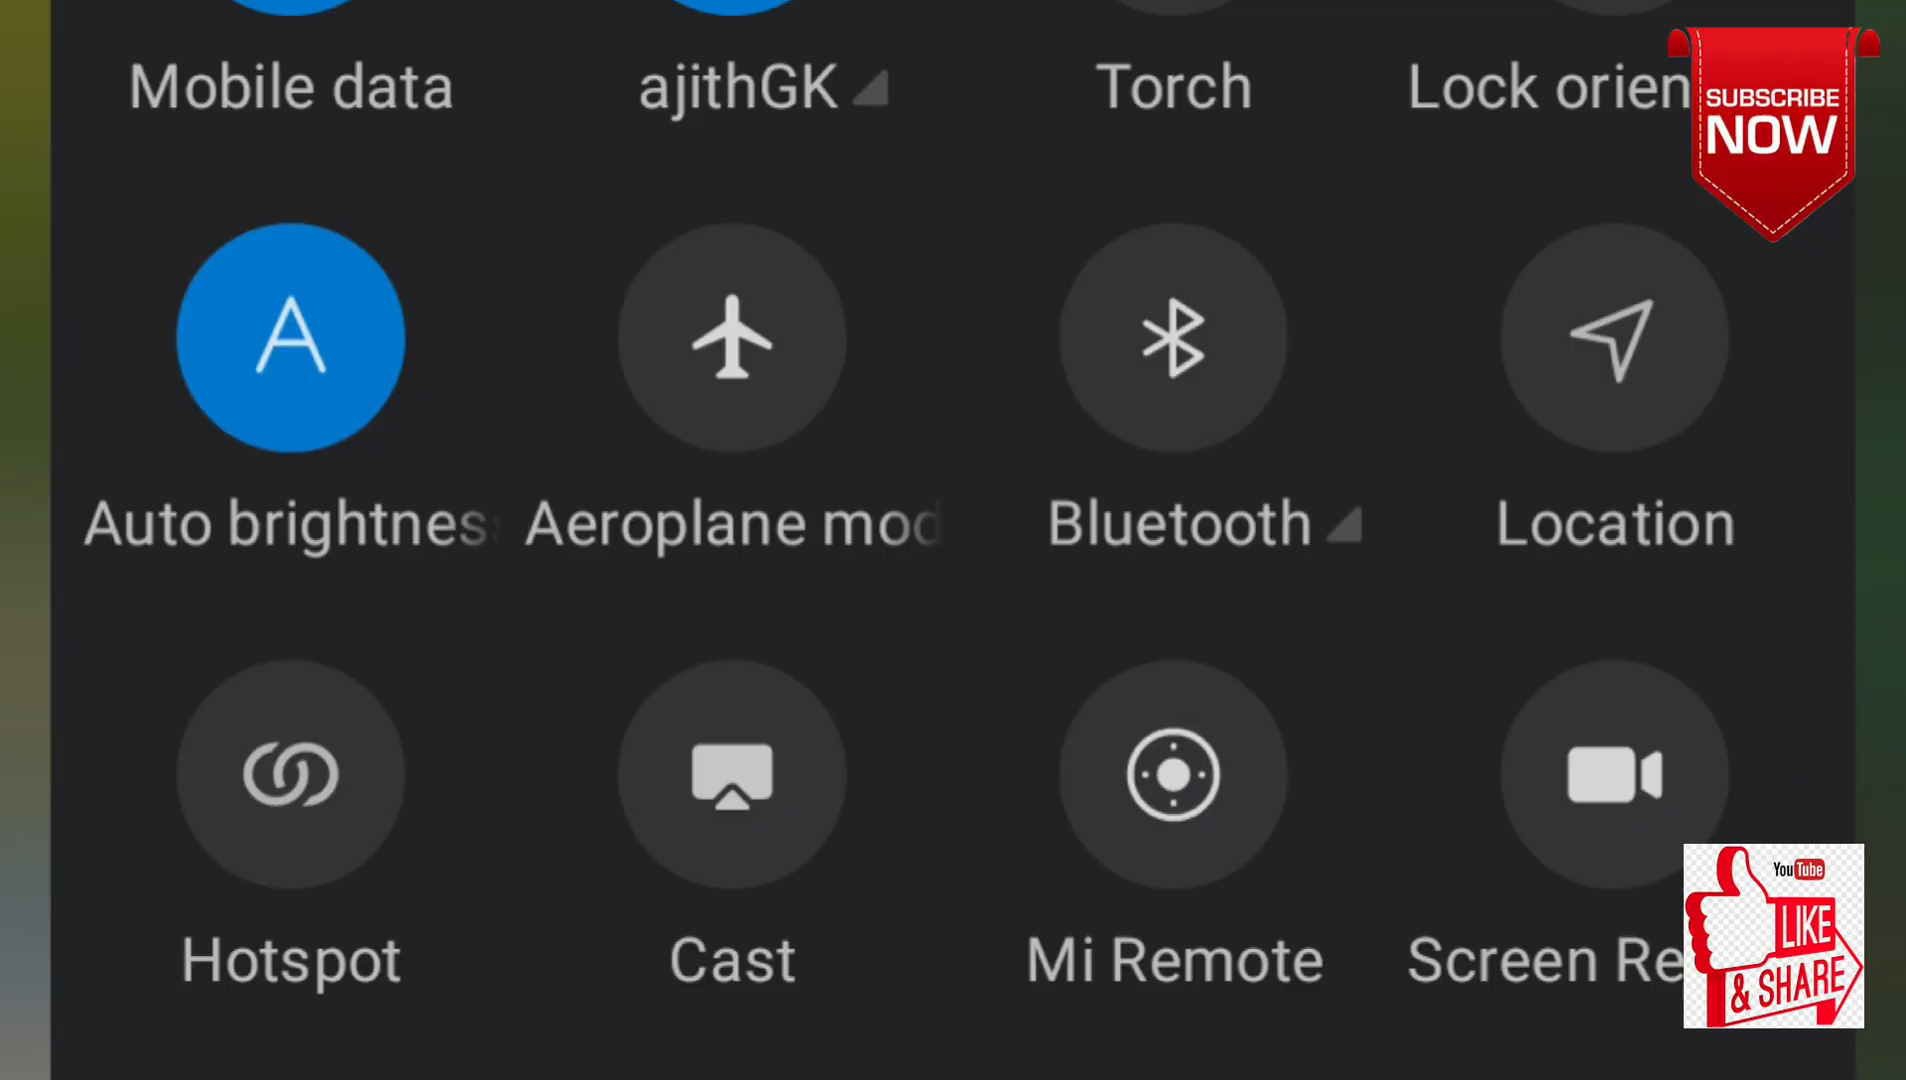 Mobile data
ajithGK
Torch
Lock orien
SUBSCRIBE
NOW
A
Auto brightness
Aeroplane mod
Bluetooth
Location
Hotspot
Cast
Mi Remote
Screen Re
YouTube
LIKE
& SHARE